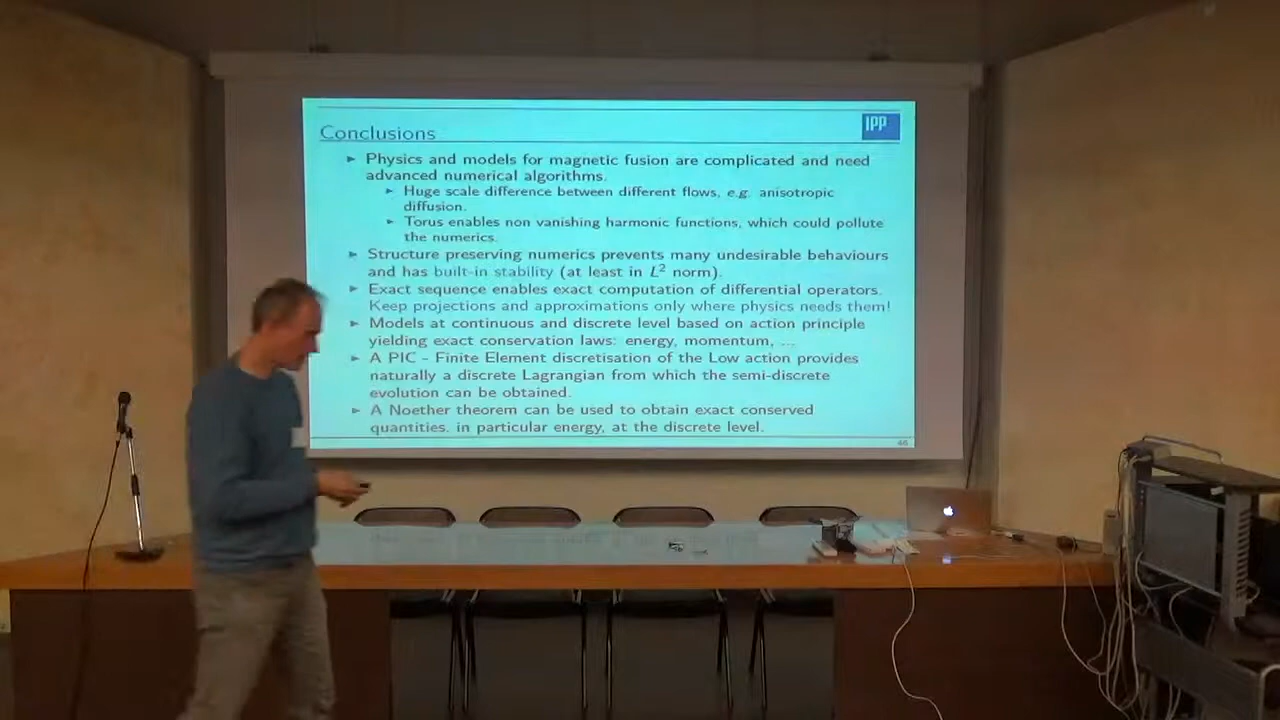 Conclusions
IPP
► Physics and models for magnetic fusion are complicated and need
advanced numerical algorithms.
► Huge scale difference between different flows, e.g. anisotropic
diffusion.
► Torus enables non vanishing harmonic functions, which could pollute
the numerics.
► Structure preserving numerics prevents many undesirable behaviours
and has built-in stability (at least in L² norm).
► Exact sequence enables exact computation of differential operators.
Keep projections and approximations only where physics needs them!
► Models at continuous and discrete level based on action principle
yielding exact conservation laws: energy, momentum, ...
► A PIC - Finite Element discretisation of the Low action provides
naturally a discrete Lagrangian from which the semi-discrete
evolution can be obtained.
► A Noether theorem can be used to obtain exact conserved
quantities, in particular energy, at the discrete level.
46